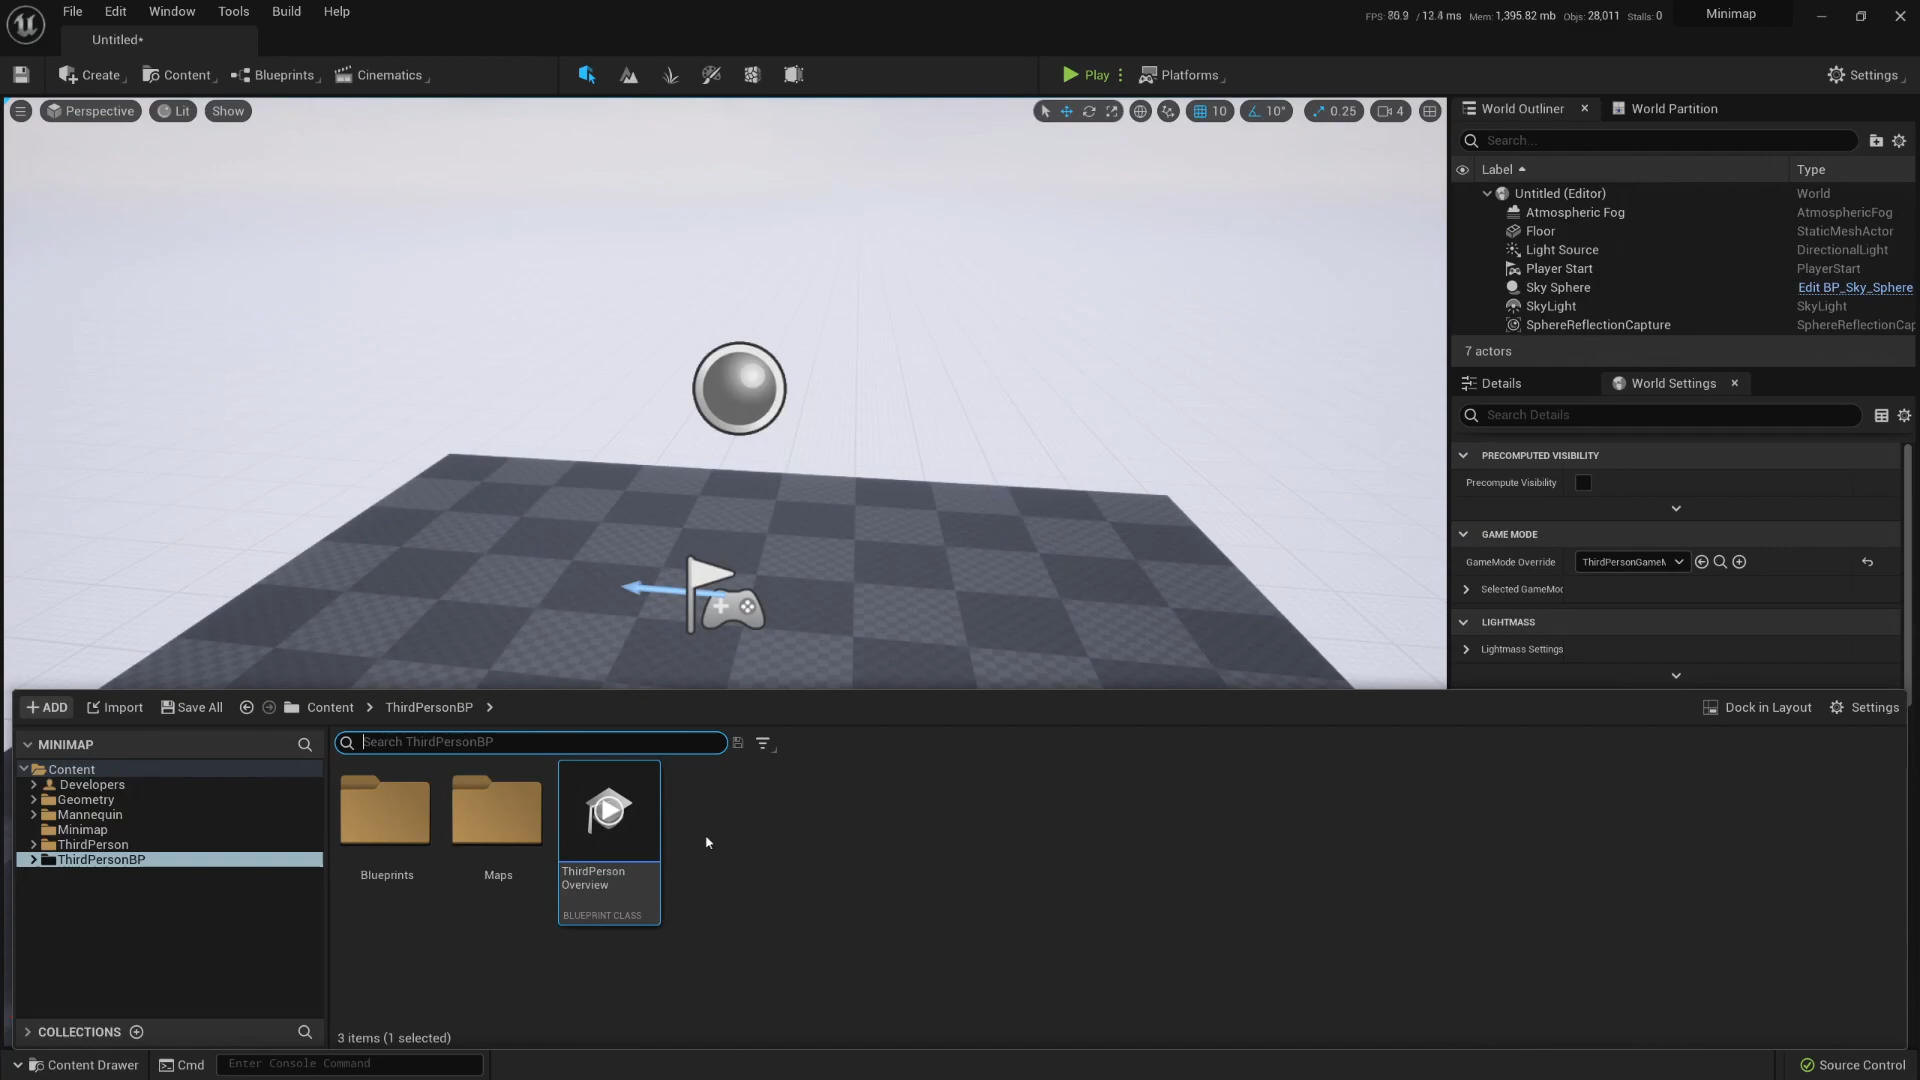 File Edit Window Tools Build Help
FPS: 86.9 / 12.4 ms Mem: 1,395.82 mb Objs: 28,011 Stalls: 0
Minimap
Untitled*
Create Content Blueprints Cinematics
Play Platforms
Settings
Perspective Lit Show
10 10° 0.25 4
World Outliner World Partition
Search...
Label Type
Untitled (Editor) World
Atmospheric Fog AtmosphericFog
Floor StaticMeshActor
Light Source DirectionalLight
Player Start PlayerStart
Sky Sphere Edit BP_Sky_Sphere
SkyLight SkyLight
SphereReflectionCapture SphereReflectionCap
7 actors
Details World Settings
Search Details
PRECOMPUTED VISIBILITY
Precompute Visibility
GAME MODE
GameMode Override ThirdPersonGameM
Selected GameMod
LIGHTMASS
Lightmass Settings
ADD Import Save All Content ThirdPersonBP
Dock in Layout Settings
MINIMAP
Search ThirdPersonBP
Content
Developers
Geometry
Mannequin
Minimap
ThirdPerson
ThirdPersonBP
Blueprints
Maps
ThirdPerson
Overview
BLUEPRINT CLASS
COLLECTIONS
3 items (1 selected)
Content Drawer Cmd Enter Console Command
Source Control